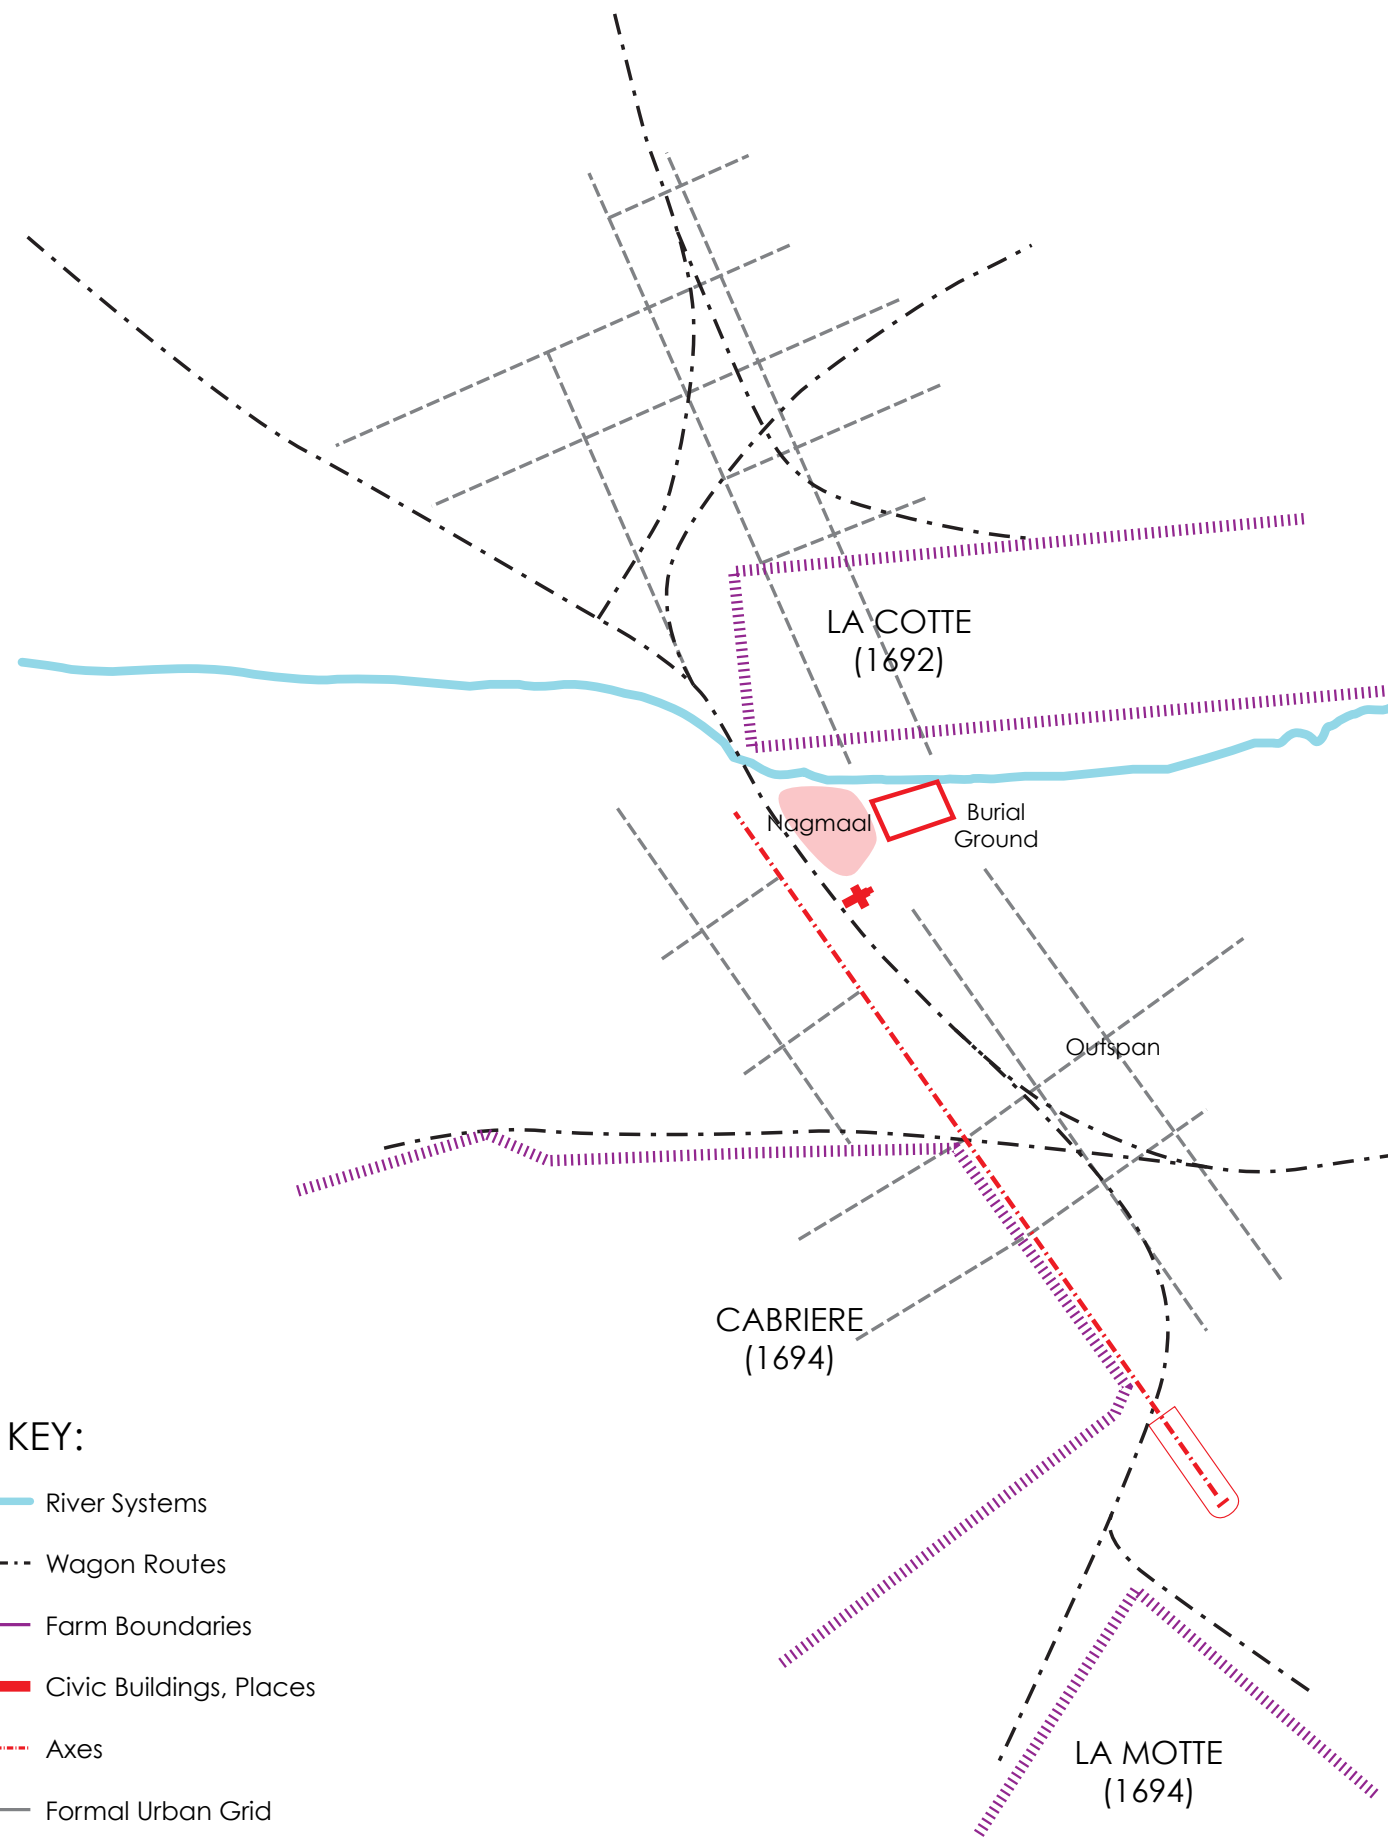 LA COTTE
(1692)
Nagmaal
Burial
Ground
Outspan
CABRIERE
(1694)
KEY:
River Systems
Wagon Routes
Farm Boundaries
Civic Buildings, Places
Axes
Formal Urban Grid
LA MOTTE
(1694)